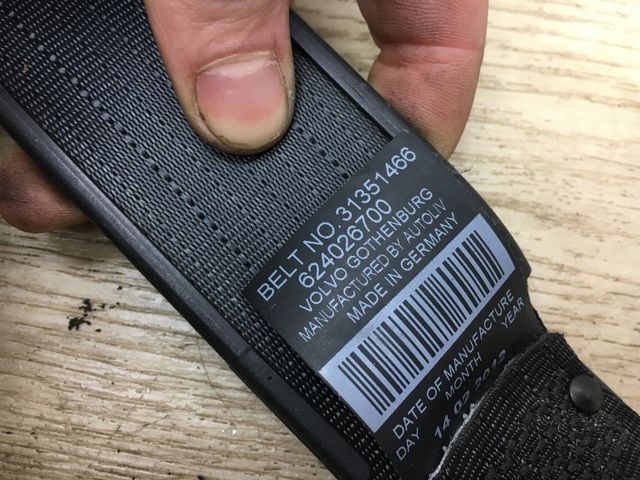 BELT NO. 31351466
624026700
VOLVO GOTHENBURG
MANUFACTURED BY AUTOLIV
MADE IN GERMANY
DATE OF MANUFACTURE
DAY MONTH YEAR
14 02 2012